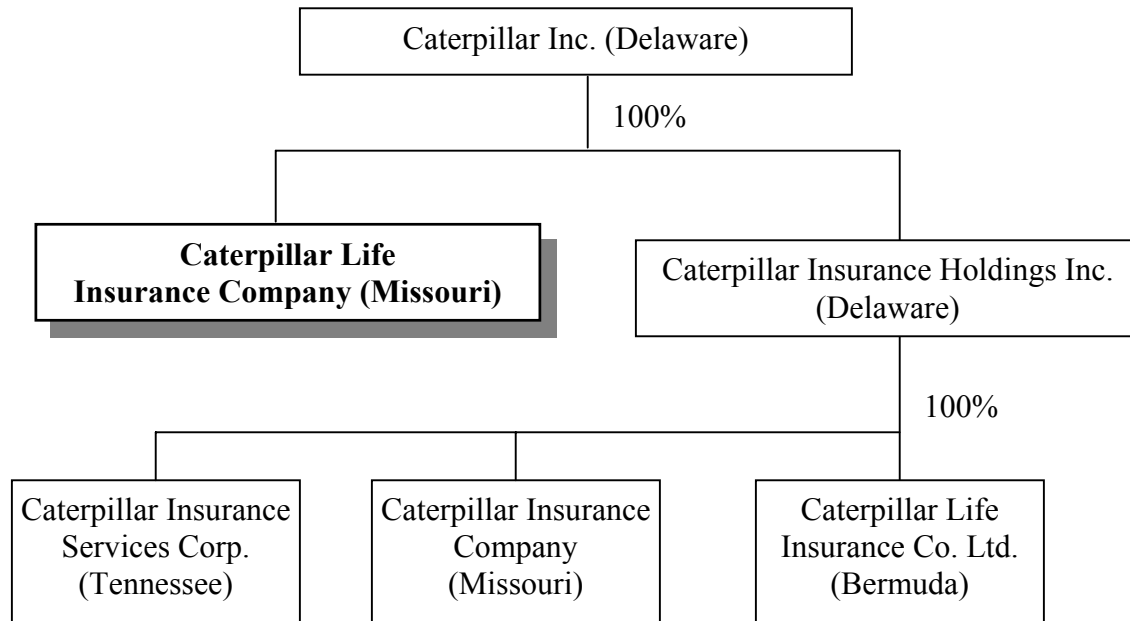 Caterpillar Inc. (Delaware)
100%
Caterpillar Life
Insurance Company (Missouri)
Caterpillar Insurance Holdings Inc.
(Delaware)
100%
Caterpillar Insurance
Services Corp.
(Tennessee)
Caterpillar Insurance
Company
(Missouri)
Caterpillar Life
Insurance Co. Ltd.
(Bermuda)